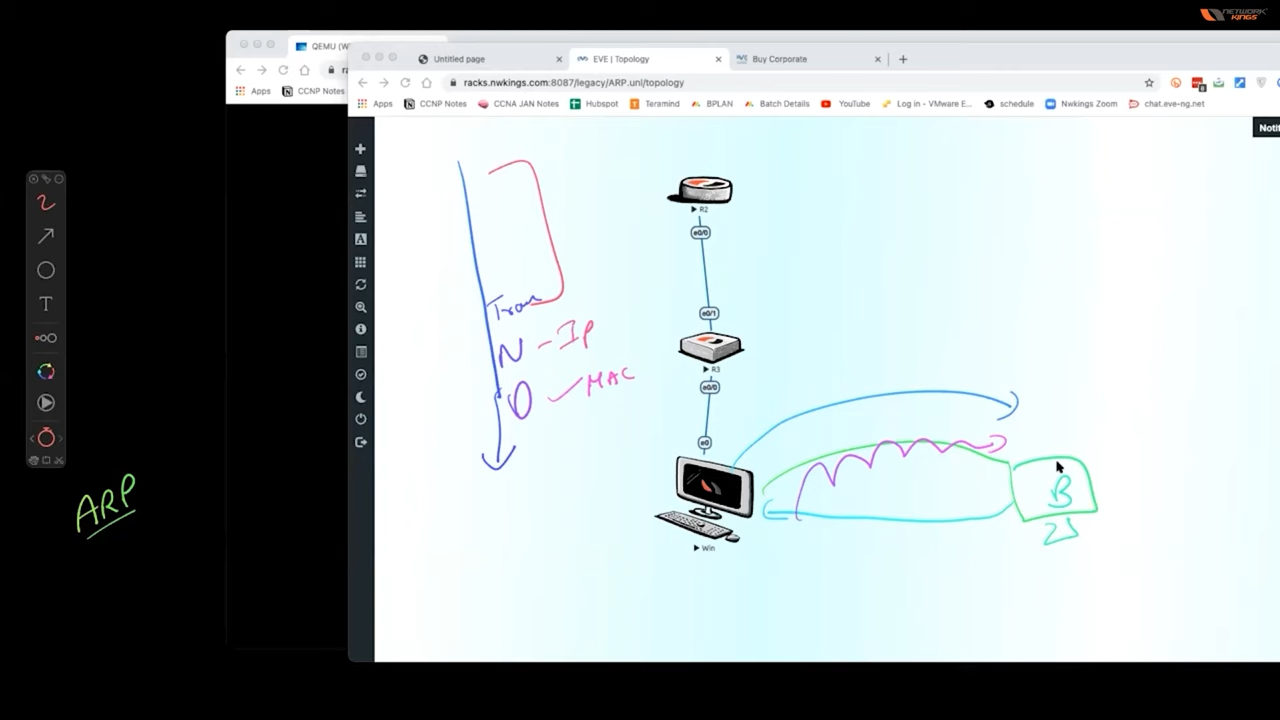 NETWORK
KINGS
QEMU (W
Untitled page
EVE | Topology
Buy Corporate
racks.nwkings.com:8087/legacy/ARP.unl/topology
Apps
Apps
CCNP Notes
CCNA JAN Notes
Hubspot
Teramind
BPLAN
Batch Details
YouTube
Log in - VMware E...
schedule
Nwkings Zoom
chat.eve-ng.net
CCNP
Noti
R2
e0/0
Tran
e0/1
N - IP
R3
D MAC
e0/0
e0
ARP
B
25
Win